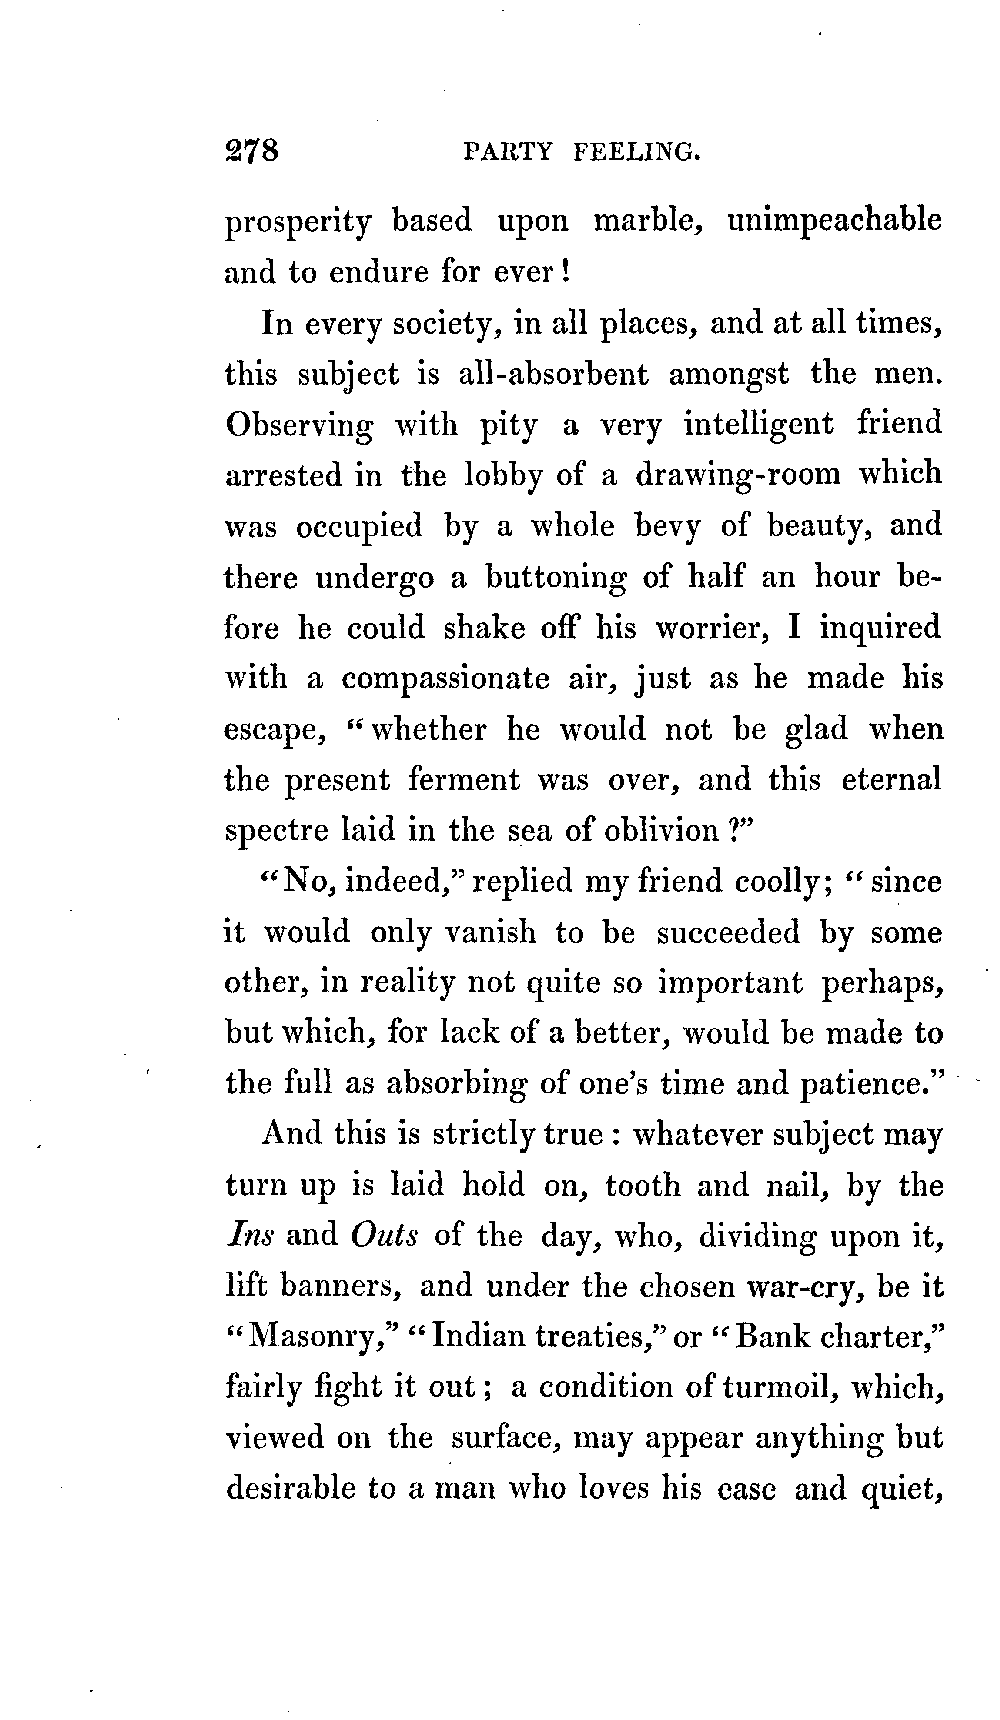 278 PARTY FEELING.
prosperity based upon marble, unimpeachable
and to endure for ever!
In every society, in all places, and at all times,
this subject is all-absorbent amongst the men.
Observing with pity a very intelligent friend
arrested in the lobby of a drawing-room which
was occupied by a whole bevy of beauty, and
there undergo a buttoning of half an hour be-
fore he could shake off his worrier, I inquired
with a compassionate air, just as he made his
escape, “whether he would not be glad when
the present ferment was over, and this eternal
spectre laid in the sea of oblivion?”
“No, indeed,” replied my friend coolly; “since
it would only vanish to be succeeded by some
other, in reality not quite so important perhaps,
but which, for lack of a better, would be made to
the full as absorbing of one's time and patience.”
And this is strictly true: whatever subject may
turn up is laid hold on, tooth and nail, by the
Ins and Outs of the day, who, dividing upon it,
lift banners, and under the chosen war-cry, be it
“Masonry,” “Indian treaties,” or “Bank charter,”
fairly fight it out; a condition of turmoil, which,
viewed on the surface, may appear anything but
desirable to a man who loves his ease and quiet,